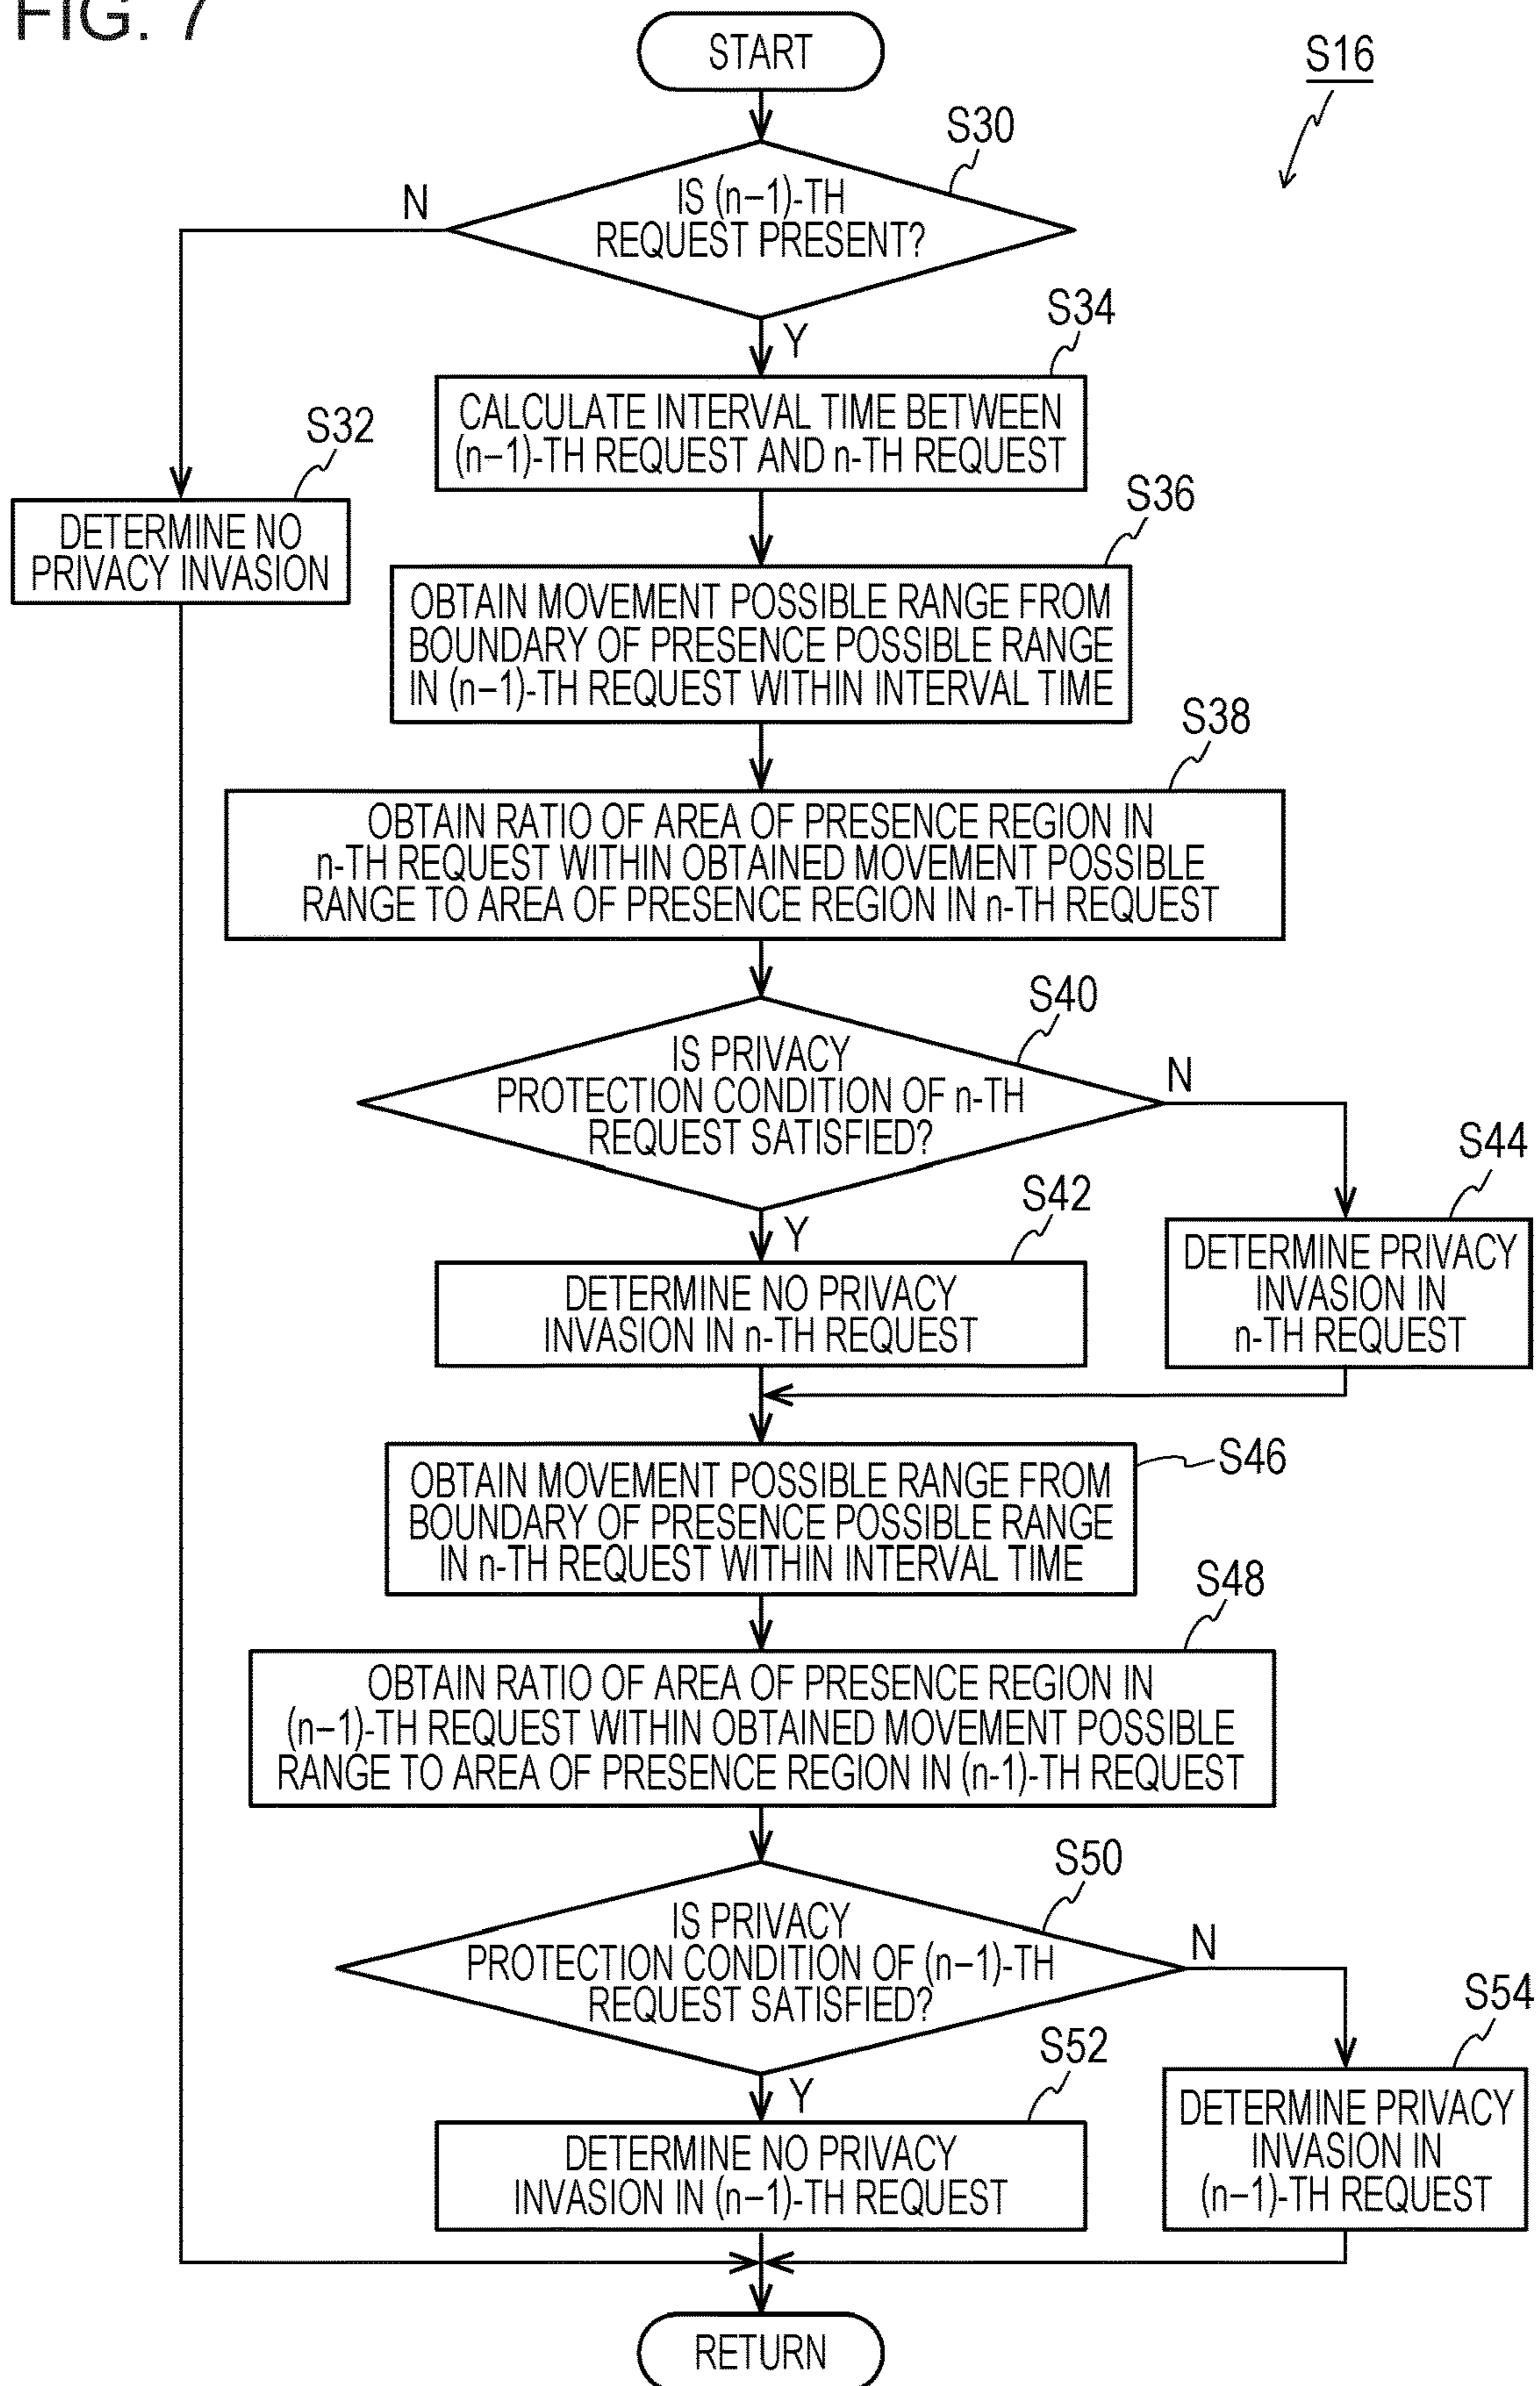 FIG. 7
START
S16
S30
IS (n−1)-TH
REQUEST PRESENT?
N
Y
S34
CALCULATE INTERVAL TIME BETWEEN
(n−1)-TH REQUEST AND n-TH REQUEST
S32
DETERMINE NO
PRIVACY INVASION
S36
OBTAIN MOVEMENT POSSIBLE RANGE FROM
BOUNDARY OF PRESENCE POSSIBLE RANGE
IN (n−1)-TH REQUEST WITHIN INTERVAL TIME
S38
OBTAIN RATIO OF AREA OF PRESENCE REGION IN
n-TH REQUEST WITHIN OBTAINED MOVEMENT POSSIBLE
RANGE TO AREA OF PRESENCE REGION IN n-TH REQUEST
S40
IS PRIVACY
PROTECTION CONDITION OF n-TH
REQUEST SATISFIED?
N
Y
S42
DETERMINE NO PRIVACY
INVASION IN n-TH REQUEST
S44
DETERMINE PRIVACY
INVASION IN
n-TH REQUEST
S46
OBTAIN MOVEMENT POSSIBLE RANGE FROM
BOUNDARY OF PRESENCE POSSIBLE RANGE
IN n-TH REQUEST WITHIN INTERVAL TIME
S48
OBTAIN RATIO OF AREA OF PRESENCE REGION IN
(n−1)-TH REQUEST WITHIN OBTAINED MOVEMENT POSSIBLE
RANGE TO AREA OF PRESENCE REGION IN (n-1)-TH REQUEST
S50
IS PRIVACY
PROTECTION CONDITION OF (n−1)-TH
REQUEST SATISFIED?
N
Y
S52
DETERMINE NO PRIVACY
INVASION IN (n−1)-TH REQUEST
S54
DETERMINE PRIVACY
INVASION IN
(n−1)-TH REQUEST
RETURN